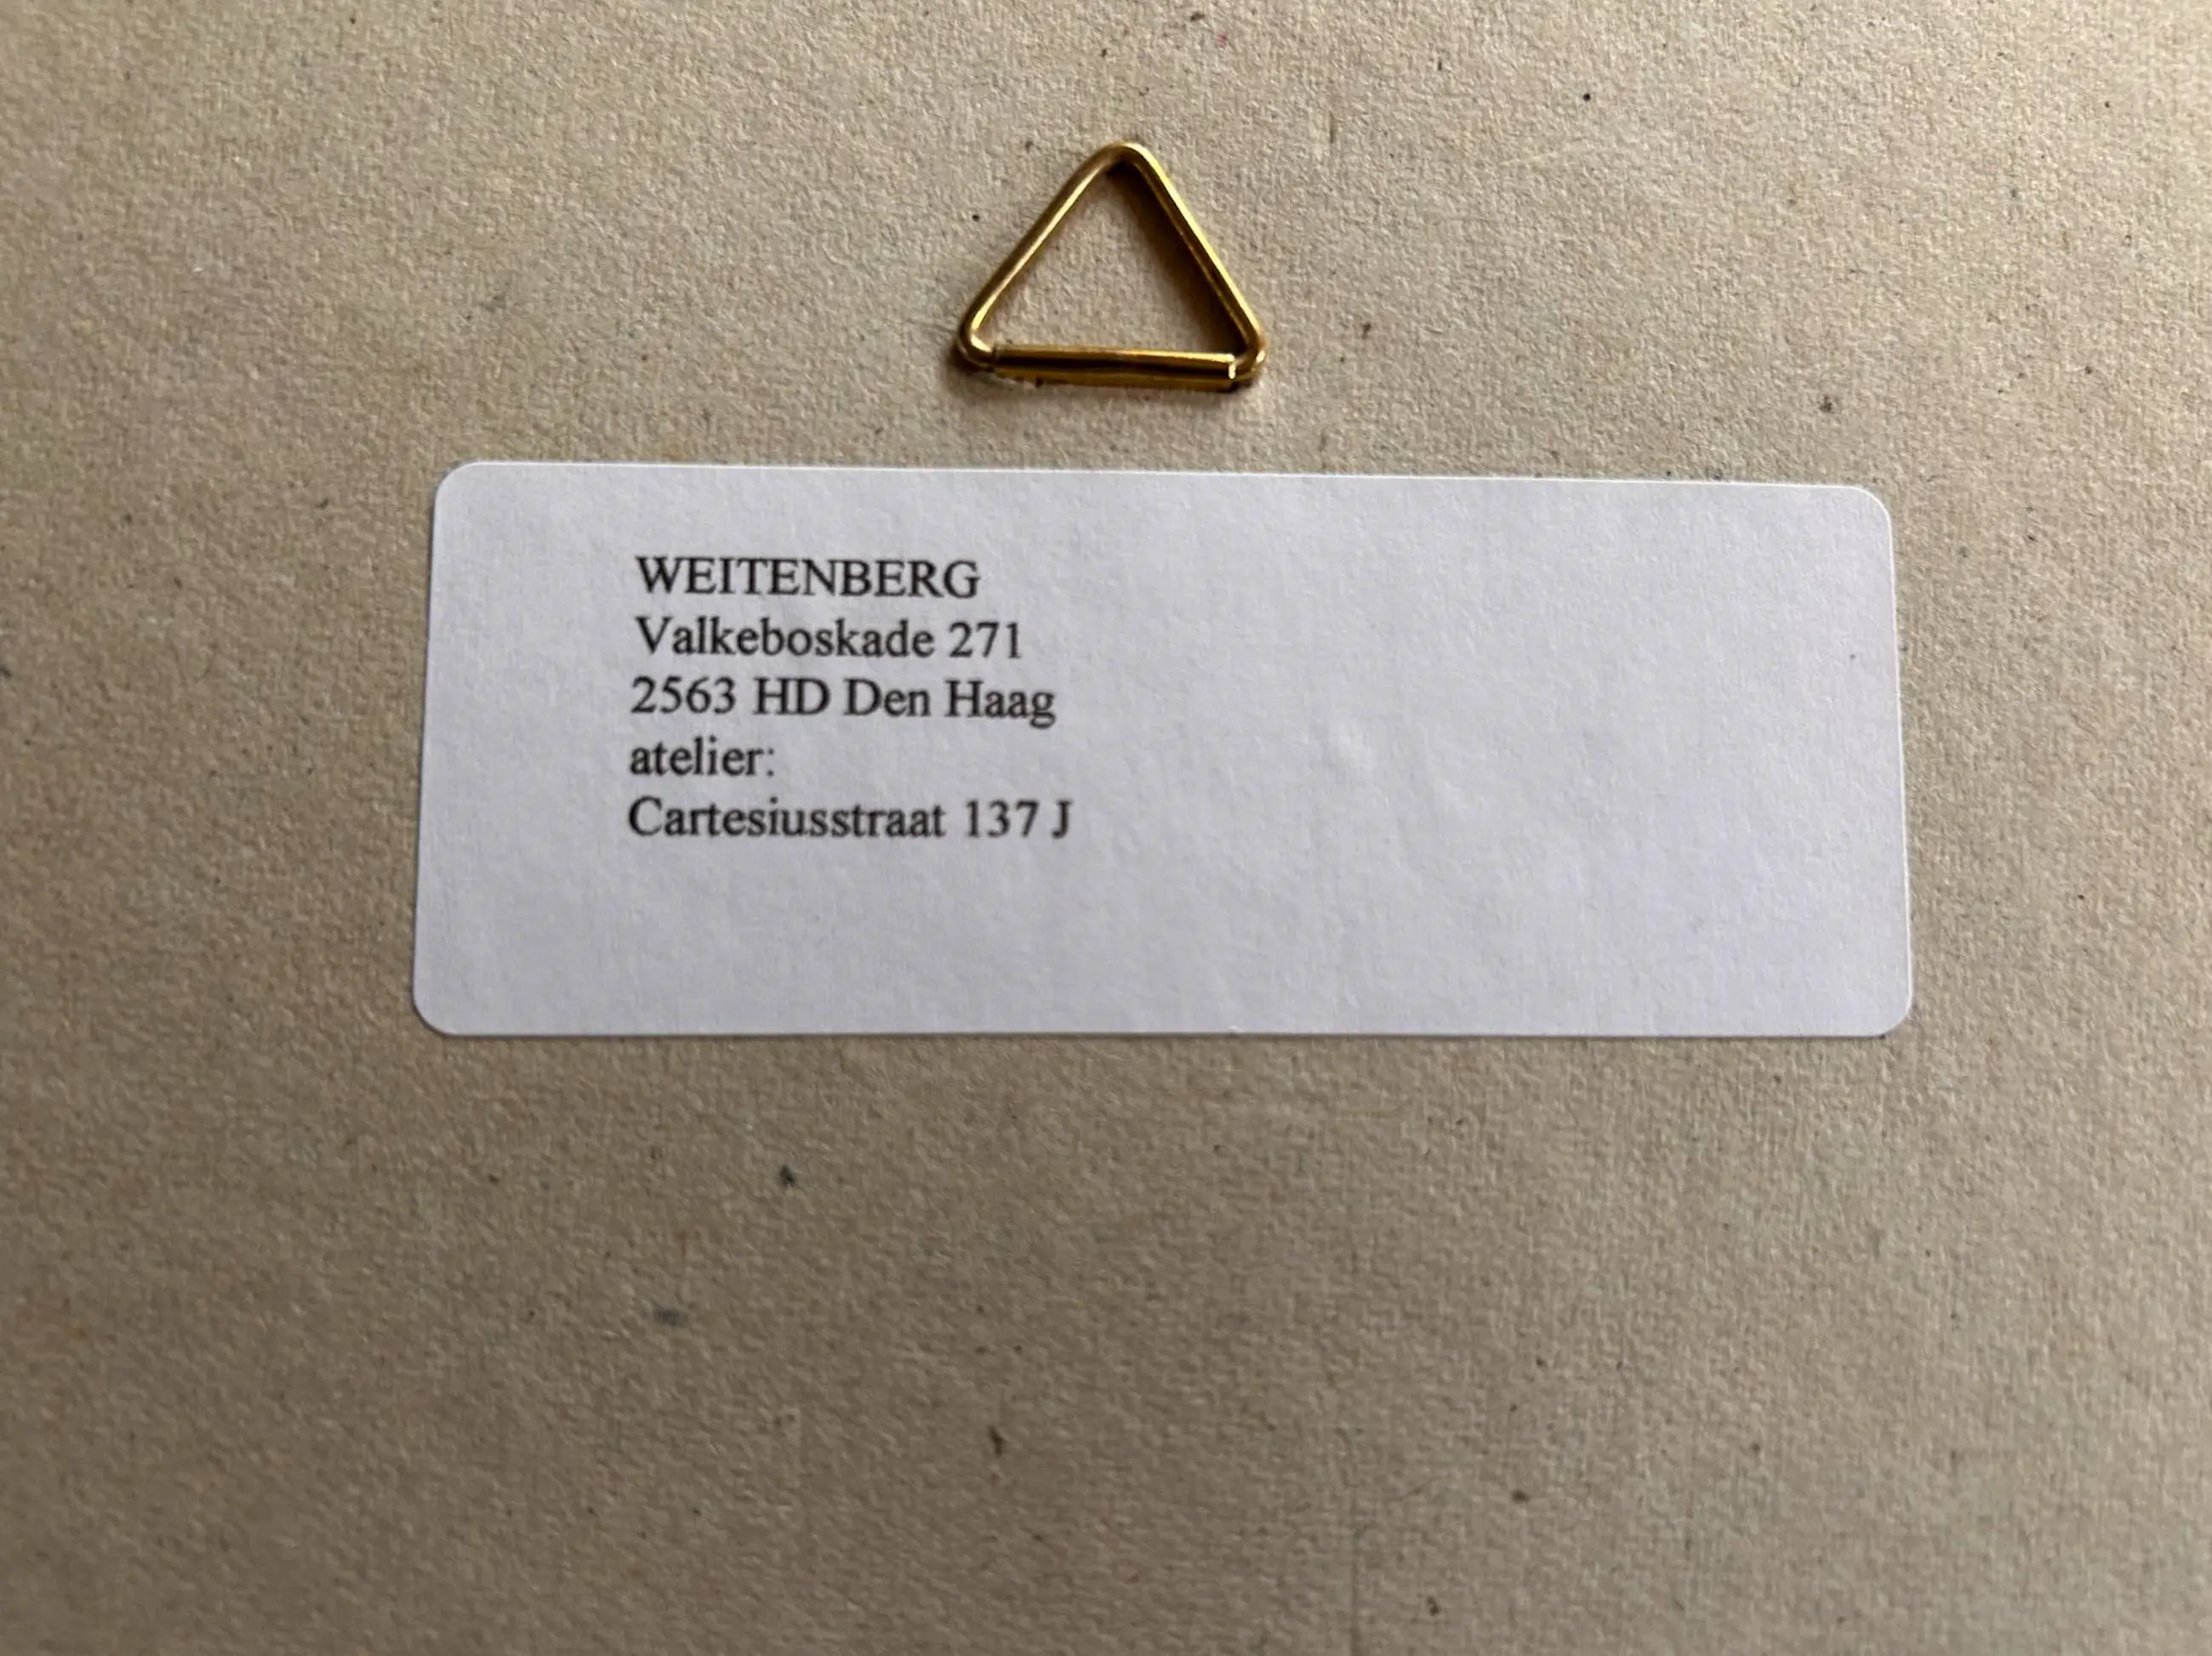 WEITENBERG
Valkeboskade 271
2563 HD Den Haag
atelier:
Cartesiusstraat 137 J